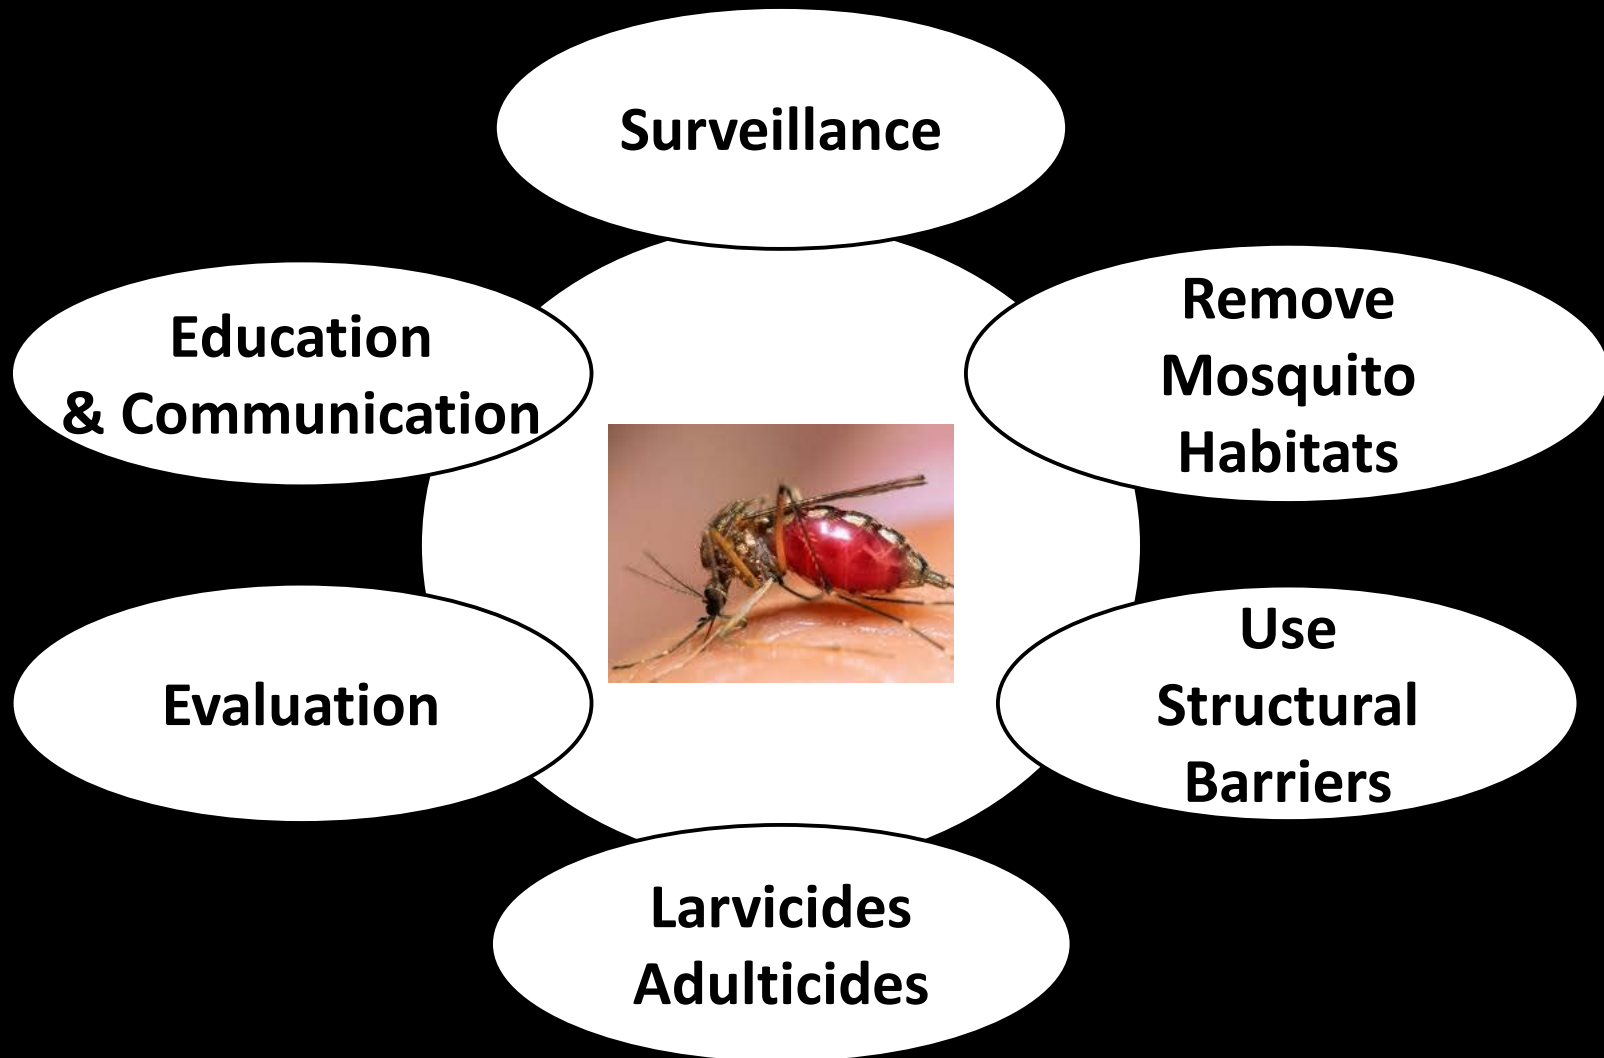 Surveillance
Remove
Mosquito
Habitats
Use
Structural
Barriers
Larvicides
Adulticides
Evaluation
Education
& Communication